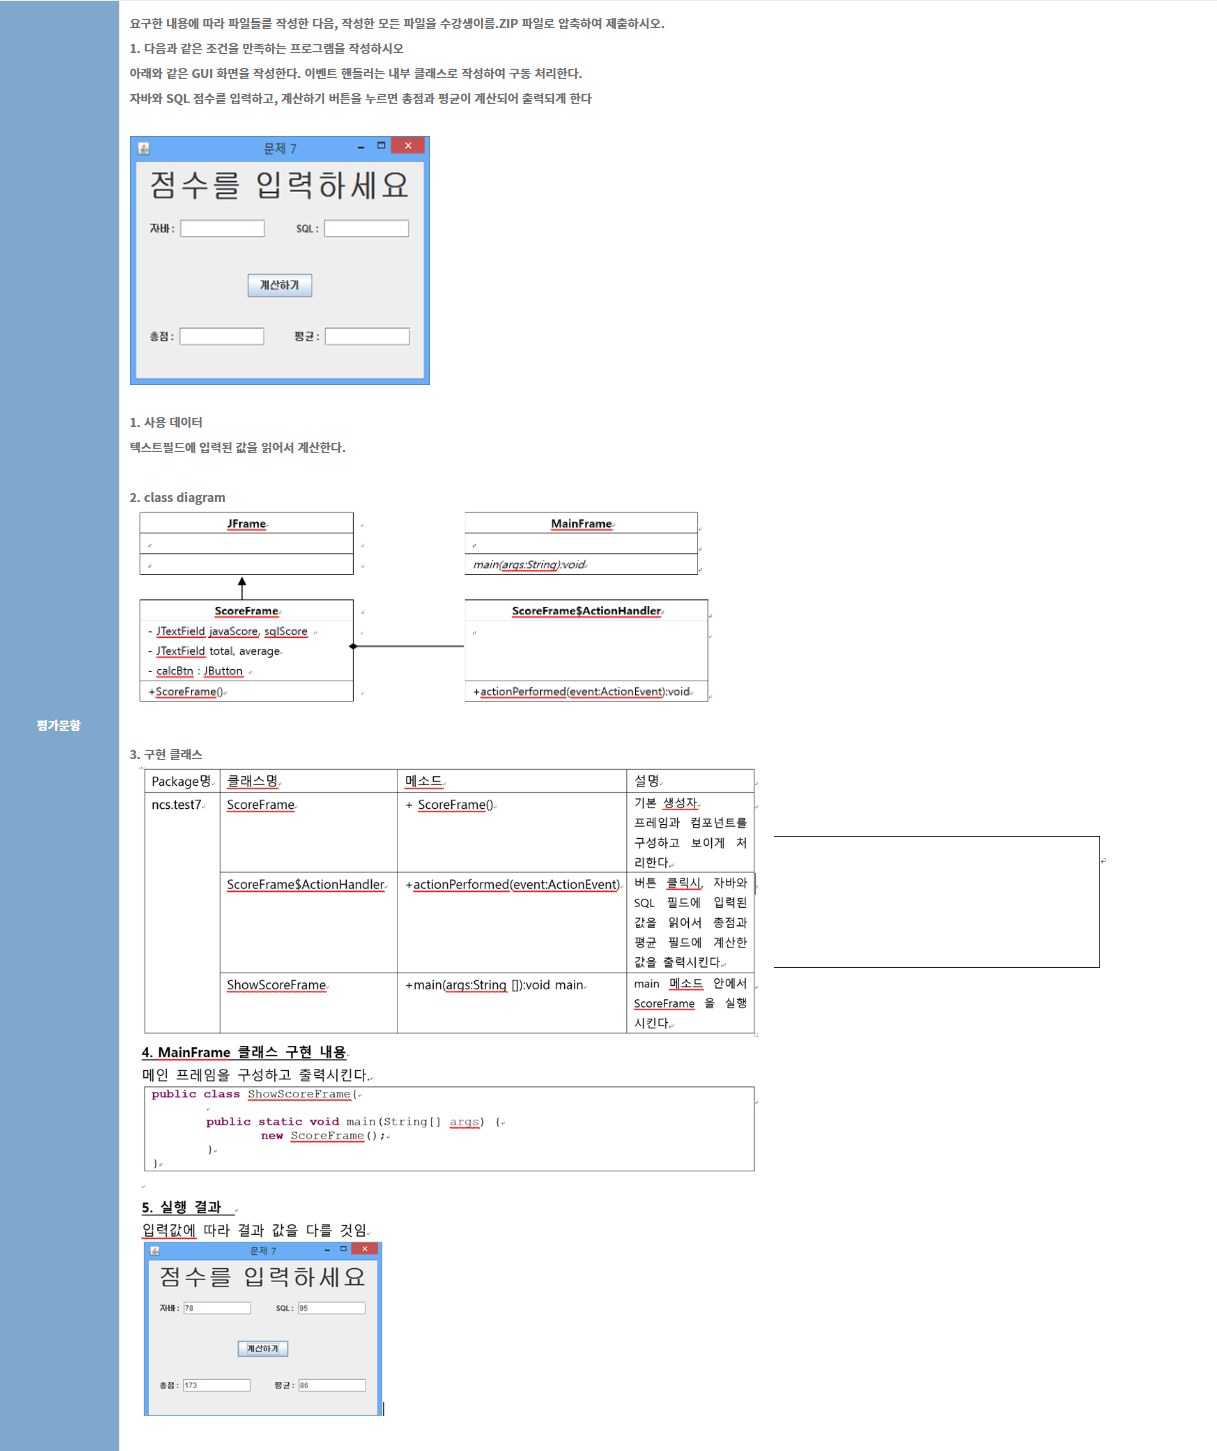 요구한 내용에 따라 파일들를 작성한 다음, 작성한 모든 파일을 수강생이름.ZIP 파일로 압축하여 제출하시오.
1. 다음과 같은 조건을 만족하는 프로그램을 작성하시오
아래와 같은 GUI 화면을 작성한다. 이벤트 핸들러는 내부 클래스로 작성하여 구동 처리한다.
자바와 SQL 점수를 입력하고, 계산하기 버튼을 누르면 총점과 평균이 계산되어 출력되게 한다
문제 7
점수를 입력하세요
자바 : SQL :
계산하기
총점 : 평균 :
1. 사용 데이터
텍스트필드에 입력된 값을 읽어서 계산한다.
2. class diagram
JFrame
MainFrame
main(args:String):void
ScoreFrame
- JTextField javaScore, sqlScore
- JTextField total, average
- calcBtn : JButton
+ScoreFrame()
ScoreFrame$ActionHandler
+actionPerformed(event:ActionEvent):void
평가문항
3. 구현 클래스
Package명 클래스명 메소드 설명
ncs.test7 ScoreFrame + ScoreFrame() 기본 생성자
프레임과 컴포넌트를
구성하고 보이게 처
리한다.
ScoreFrame$ActionHandler +actionPerformed(event:ActionEvent) 버튼 클릭시, 자바와
SQL 필드에 입력된
값을 읽어서 총점과
평균 필드에 계산한
값을 출력시킨다.
ShowScoreFrame +main(args:String []):void main main 메소드 안에서
ScoreFrame 을 실행
시킨다.
4. MainFrame 클래스 구현 내용
메인 프레임을 구성하고 출력시킨다.
public class ShowScoreFrame{
public static void main(String[] args) {
new ScoreFrame();
}
}
5. 실행 결과
입력값에 따라 결과 값을 다를 것임
문제 7
점수를 입력하세요
자바 : 78 SQL : 95
계산하기
총점 : 173 평균 : 86